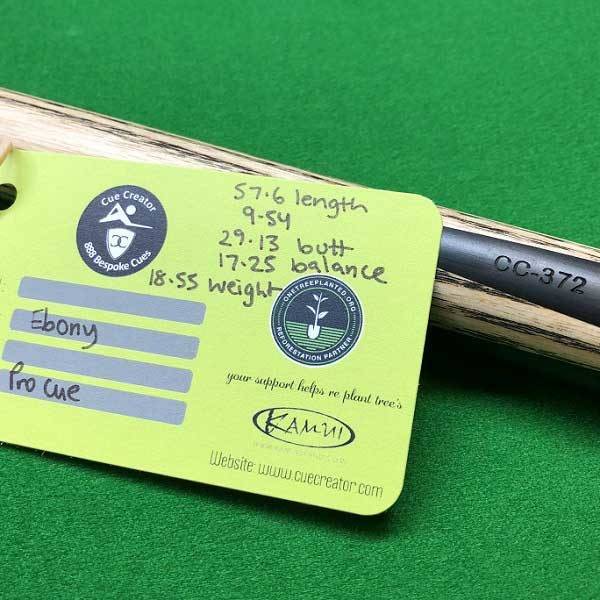 57.6 length
9.54
29.13 butt
17.25 balance
18.55 weight
Cue Creator
CC
888 Bespoke Cues
Ebony
Pro cue
ONETREEPLANTED.ORG
REFORESTATION PARTNER
your support helps re plant tree's
KAMUI
Website: www.cuecreator.com
CC-372